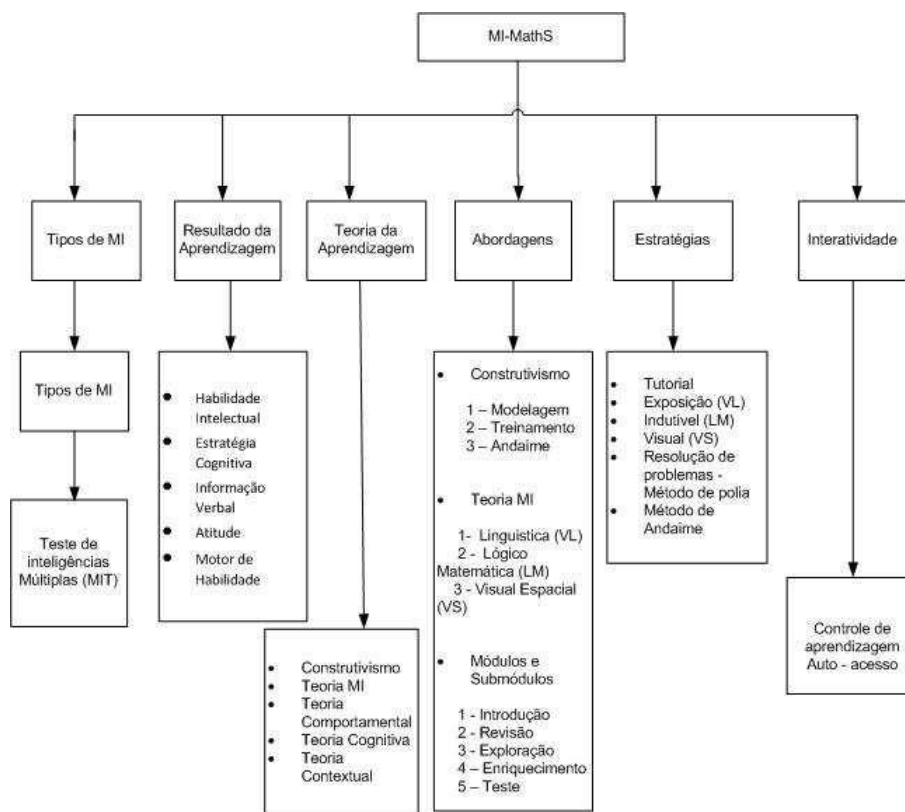 MI-MathS
Tipos de MI
Resultado da
Aprendizagem
Teoria da
Aprendizagem
Abordagens
Estratégias
Interatividade
Tipos de MI
Teste de
inteligências
Múltiplas (MIT)
• Habilidade
Intelectual
• Estratégia
Cognitiva
• Informação
Verbal
• Atitude
• Motor de
Habilidade
• Construtivismo
• Teoria MI
• Teoria
Comportamental
• Teoria Cognitiva
• Teoria
Contextual
• Construtivismo
1 – Modelagem
2 – Treinamento
3 – Andaime
• Teoria MI
1- Linguistica (VL)
2 - Lógico
Matemática (LM)
3 - Visual Espacial
(VS)
• Módulos e
Submódulos
1 - Introdução
2 - Revisão
3 - Exploração
4 – Enriquecimento
5 – Teste
• Tutorial
• Exposição (VL)
• Indutível (LM)
• Visual (VS)
• Resolução de
problemas -
Método de polia
• Método de
Andaime
Controle de
aprendizagem
Auto - acesso